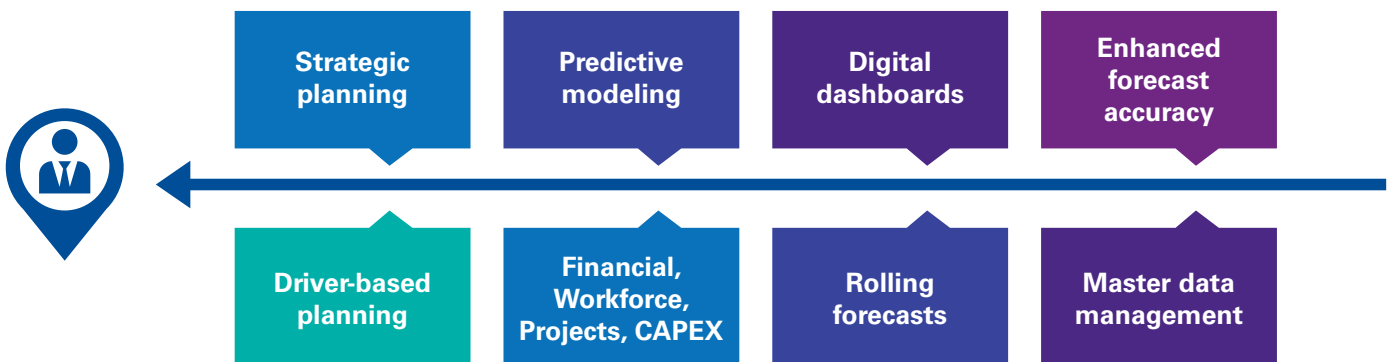 Strategic
planning
Predictive
modeling
Digital
dashboards
Enhanced
forecast
accuracy
Driver-based
planning
Financial,
Workforce,
Projects, CAPEX
Rolling
forecasts
Master data
management